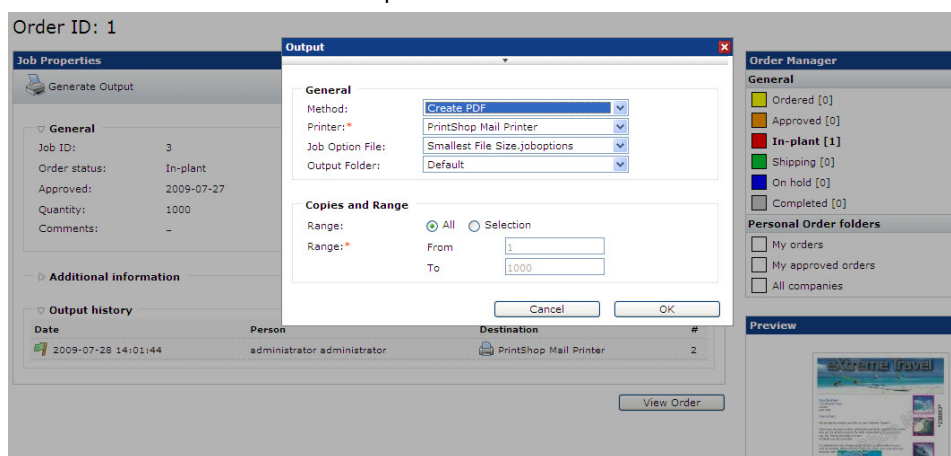 Order ID: 1
Job Properties
Generate Output
General
Job ID: 3
Order status: In-plant
Approved: 2009-07-27
Quantity: 1000
Comments: –
Additional information
Output history
Date Person Destination #
2009-07-28 14:01:44 administrator administrator PrintShop Mail Printer 2
View Order
Output
General
Method: Create PDF
Printer:* PrintShop Mail Printer
Job Option File: Smallest File Size.joboptions
Output Folder: Default
Copies and Range
Range: All Selection
Range:* From 1
To 1000
Cancel OK
Order Manager
General
Ordered [0]
Approved [0]
In-plant [1]
Shipping [0]
On hold [0]
Completed [0]
Personal Order folders
My orders
My approved orders
All companies
Preview
eXtreme Travel